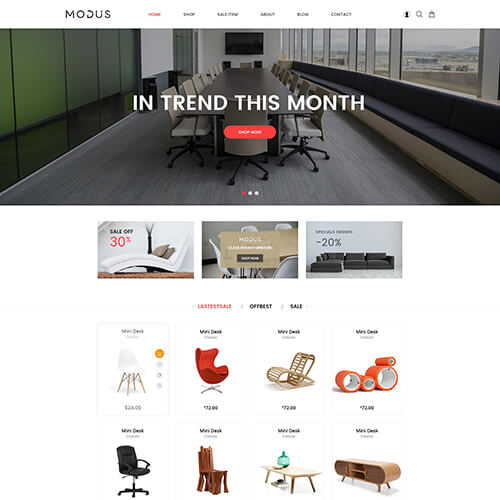 MODUS
HOME SHOP SALE ITEM ABOUT BLOG CONTACT
IN TREND THIS MONTH
SHOP NOW
SALE OFF
30%
MODUS
CLASSROOM FURNITURE
SHOP NOW
SPECULIS ORDERS
-20%
LASTESTSALE / OFFBEST / SALE
Mini Desk
Classic
$24.00
Mini Desk
Classic
$72.00
Mini Desk
Classic
$72.00
Mini Desk
Classic
$72.00
Mini Desk
Classic
Mini Desk
Classic
Mini Desk
Classic
Mini Desk
Classic